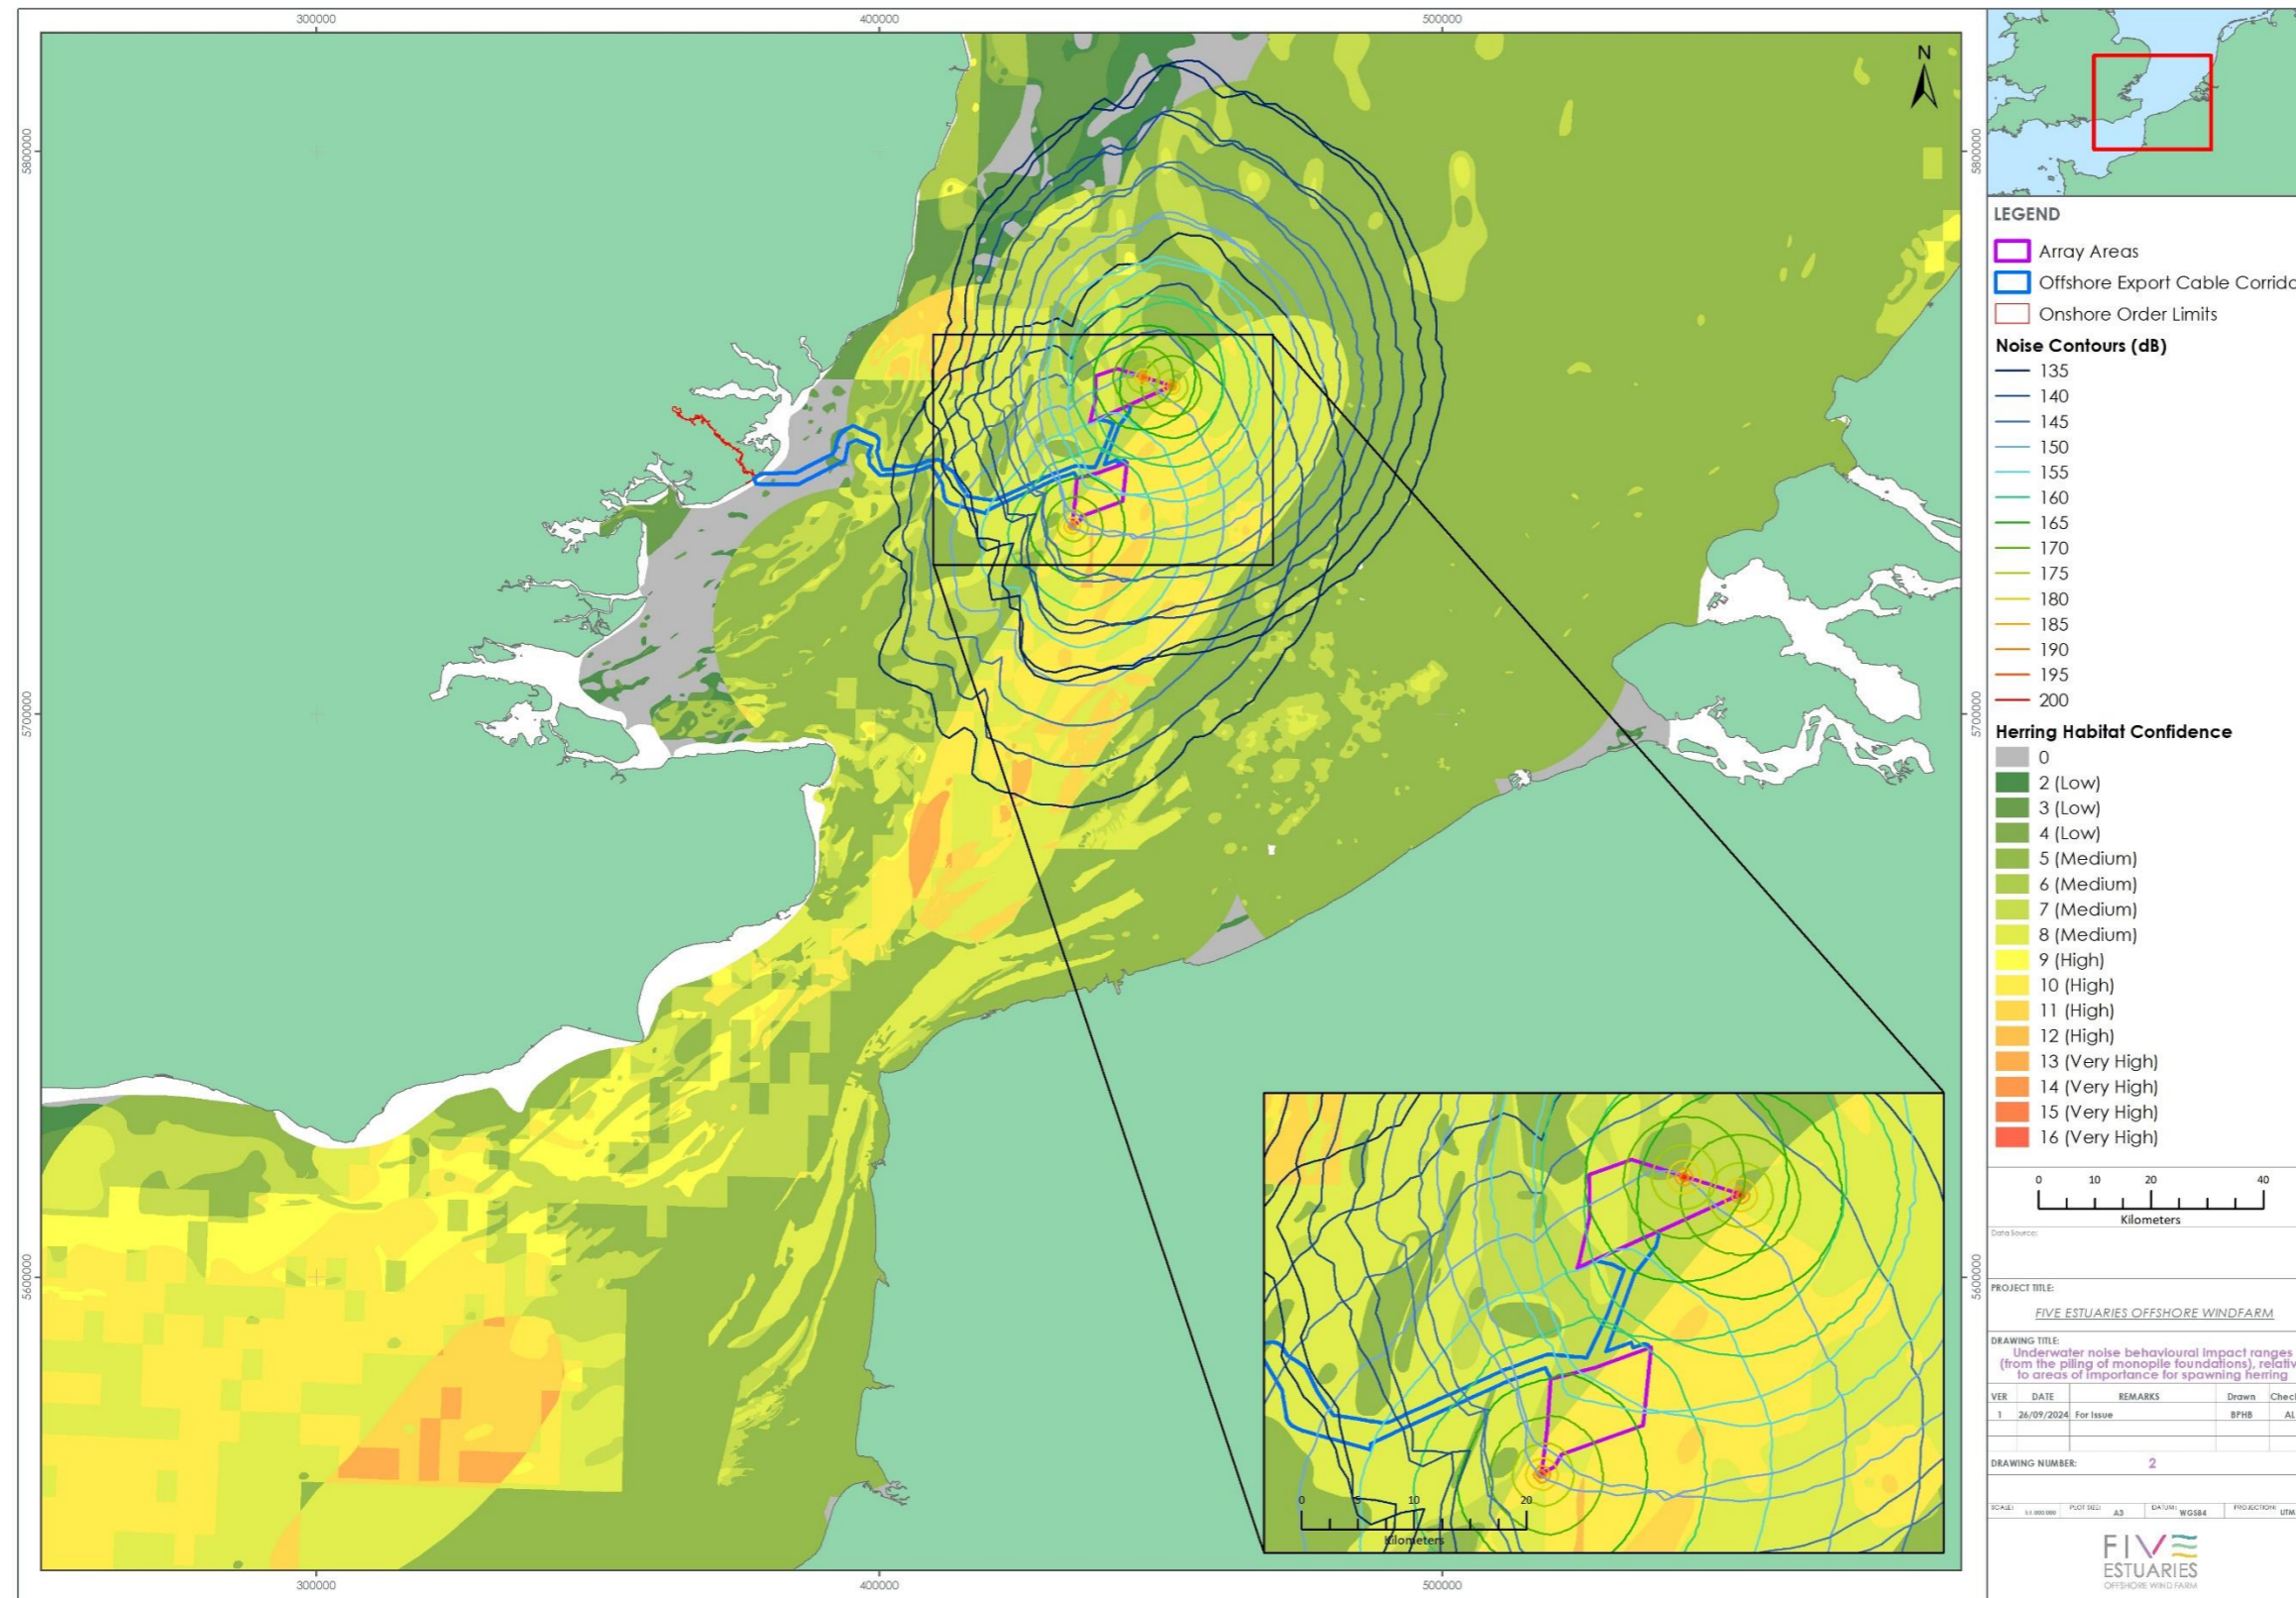 300000
400000
500000
5800000
5700000
5600000
5800000
5700000
5600000
300000
400000
500000
N
0
5
10
20
Kilometers
LEGEND
Array Areas
Offshore Export Cable Corrido
Onshore Order Limits
Noise Contours (dB)
135
140
145
150
155
160
165
170
175
180
185
190
195
200
Herring Habitat Confidence
0
2 (Low)
3 (Low)
4 (Low)
5 (Medium)
6 (Medium)
7 (Medium)
8 (Medium)
9 (High)
10 (High)
11 (High)
12 (High)
13 (Very High)
14 (Very High)
15 (Very High)
16 (Very High)
0 10 20 40
Kilometers
Data Source:
PROJECT TITLE:
FIVE ESTUARIES OFFSHORE WINDFARM
DRAWING TITLE:
Underwater noise behavioural impact ranges
(from the piling of monopile foundations), relativ
to areas of importance for spawning herring
VER DATE REMARKS Drawn Chec
1 26/09/2024 For Issue BPHB AL
DRAWING NUMBER: 2
SCALE: PLOT SIZE: A3 DATUM: WGS84 PROJECTION: UTM
FIVE
ESTUARIES
OFFSHORE WIND FARM